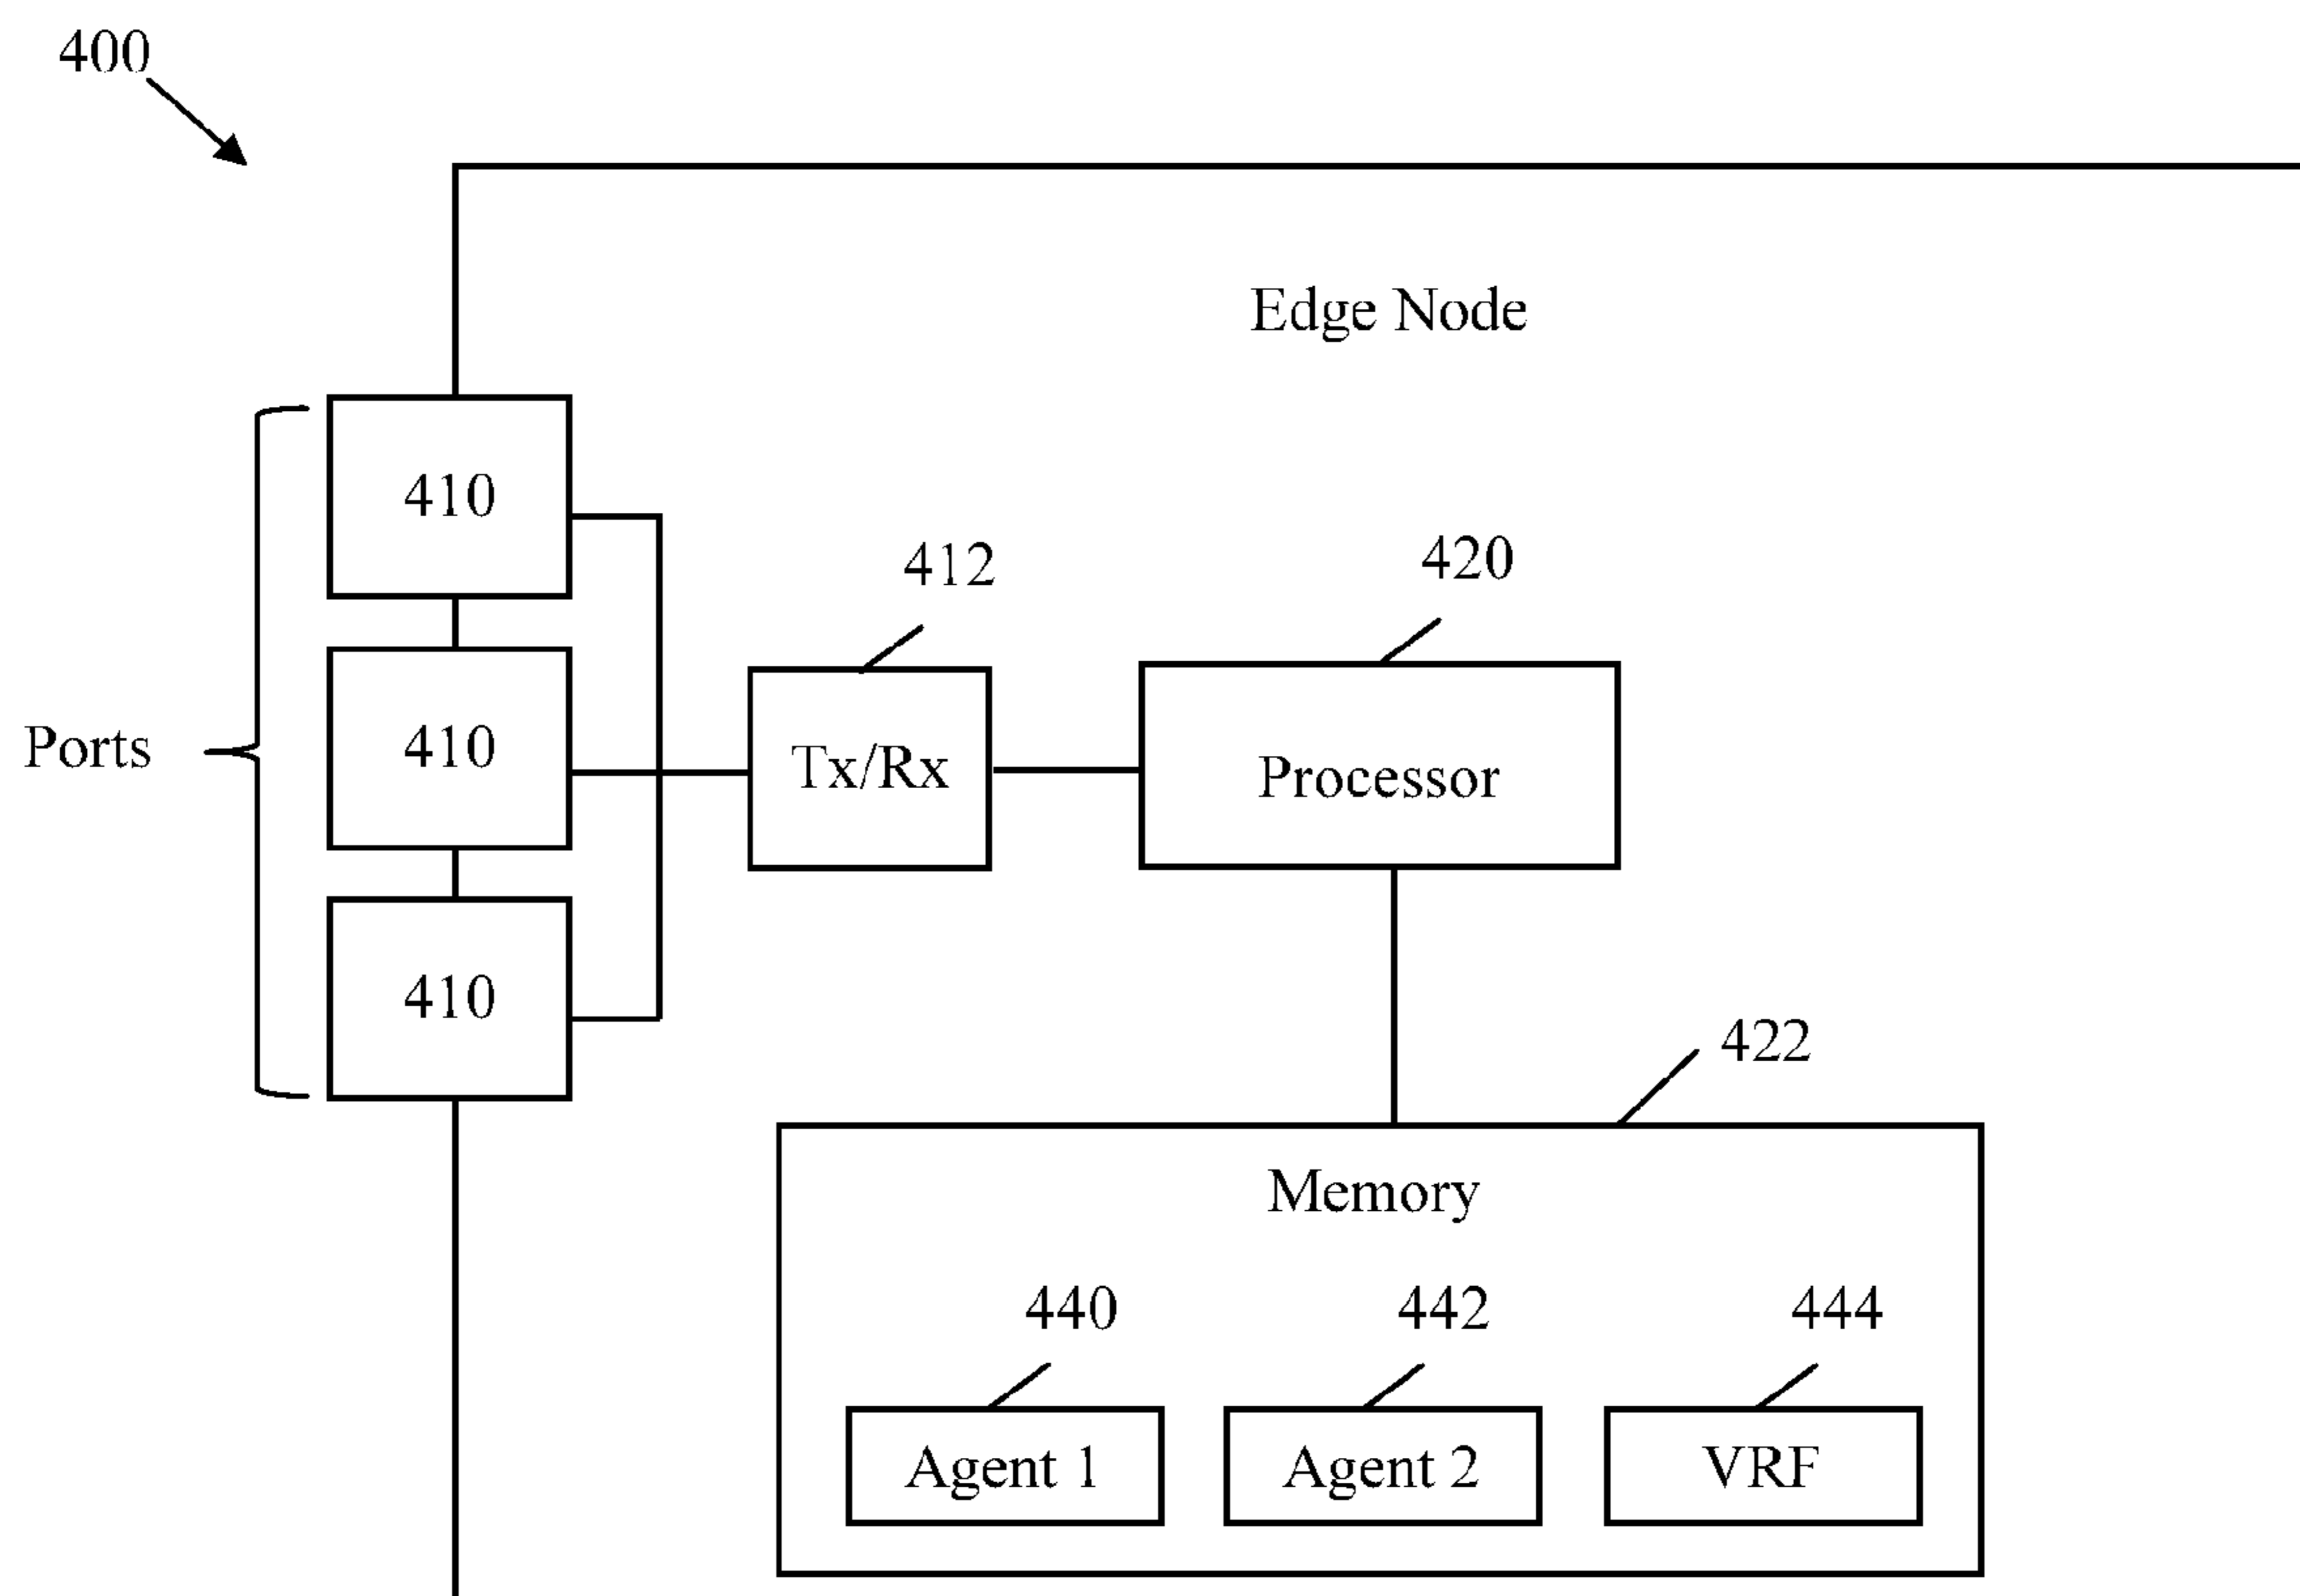 400
Edge Node
410
412
420
Ports
410
Tx/Rx
Processor
410
422
Memory
440
442
444
Agent 1
Agent 2
VRF